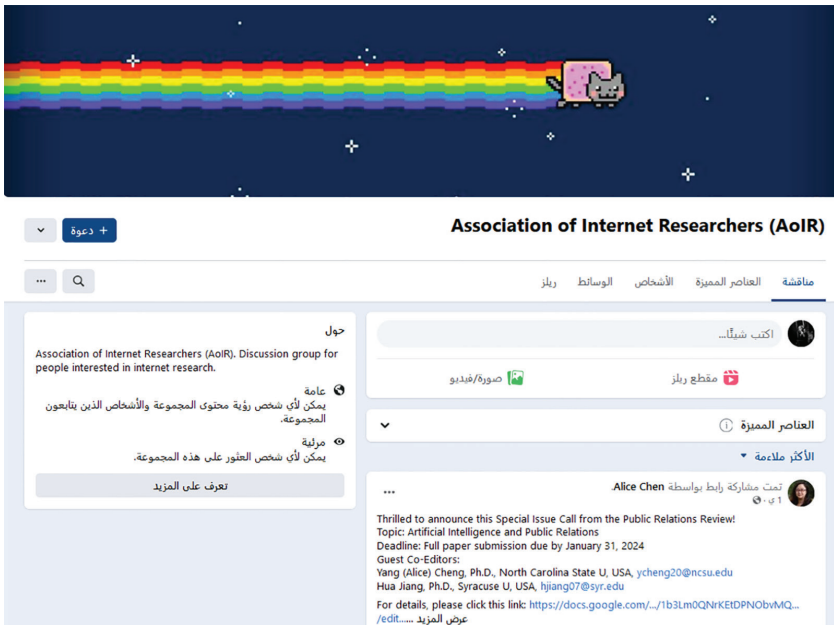 Association of Internet Researchers (AoIR)
+ دعوة
مناقشة العناصر المميزة الأشخاص الوسائط ريلز
اكتب شيئًا...
مقطع ريلز صورة/فيديو
العناصر المميزة
الأكثر ملاءمة
تمت مشاركة رابط بواسطة Alice Chen.
1 ي ·
Thrilled to announce this Special Issue Call from the Public Relations Review!
Topic: Artificial Intelligence and Public Relations
Deadline: Full paper submission due by January 31, 2024
Guest Co-Editors:
Yang (Alice) Cheng, Ph.D., North Carolina State U, USA, ycheng20@ncsu.edu
Hua Jiang, Ph.D., Syracuse U, USA, hjiang07@syr.edu
For details, please click this link: https://docs.google.com/.../1b3Lm0QNrKEtDPNObvMQ...
/edit...... عرض المزيد
حول
Association of Internet Researchers (AoIR). Discussion group for
people interested in internet research.
عامة
يمكن لأي شخص رؤية محتوى المجموعة والأشخاص الذين يتابعون
المجموعة.
مرئية
يمكن لأي شخص العثور على هذه المجموعة.
تعرف على المزيد